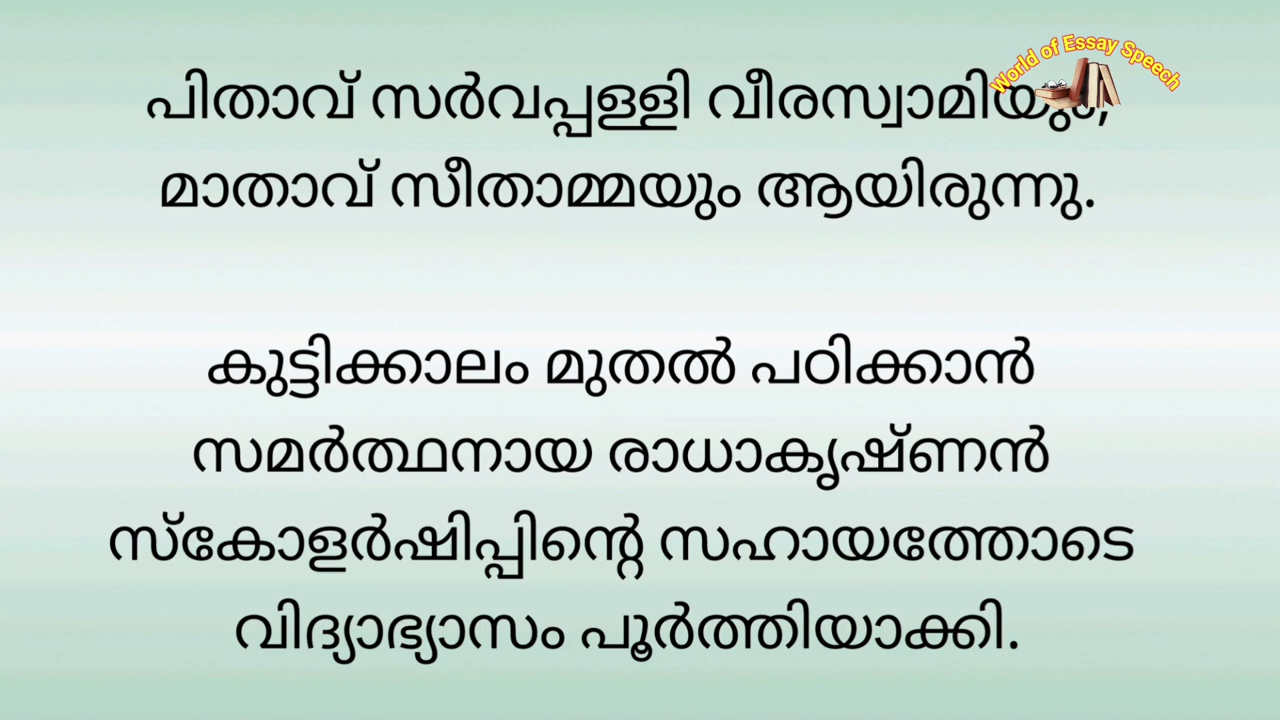 World of Essay Speech
പിതാവ് സർവപ്പള്ളി വീരസ്വാമിയും,
മാതാവ് സീതാമ്മയും ആയിരുന്നു.
കുട്ടിക്കാലം മുതൽ പഠിക്കാൻ
സമർത്ഥനായ രാധാകൃഷ്ണൻ
സ്കോളർഷിപ്പിന്റെ സഹായത്തോടെ
വിദ്യാഭ്യാസം പൂർത്തിയാക്കി.